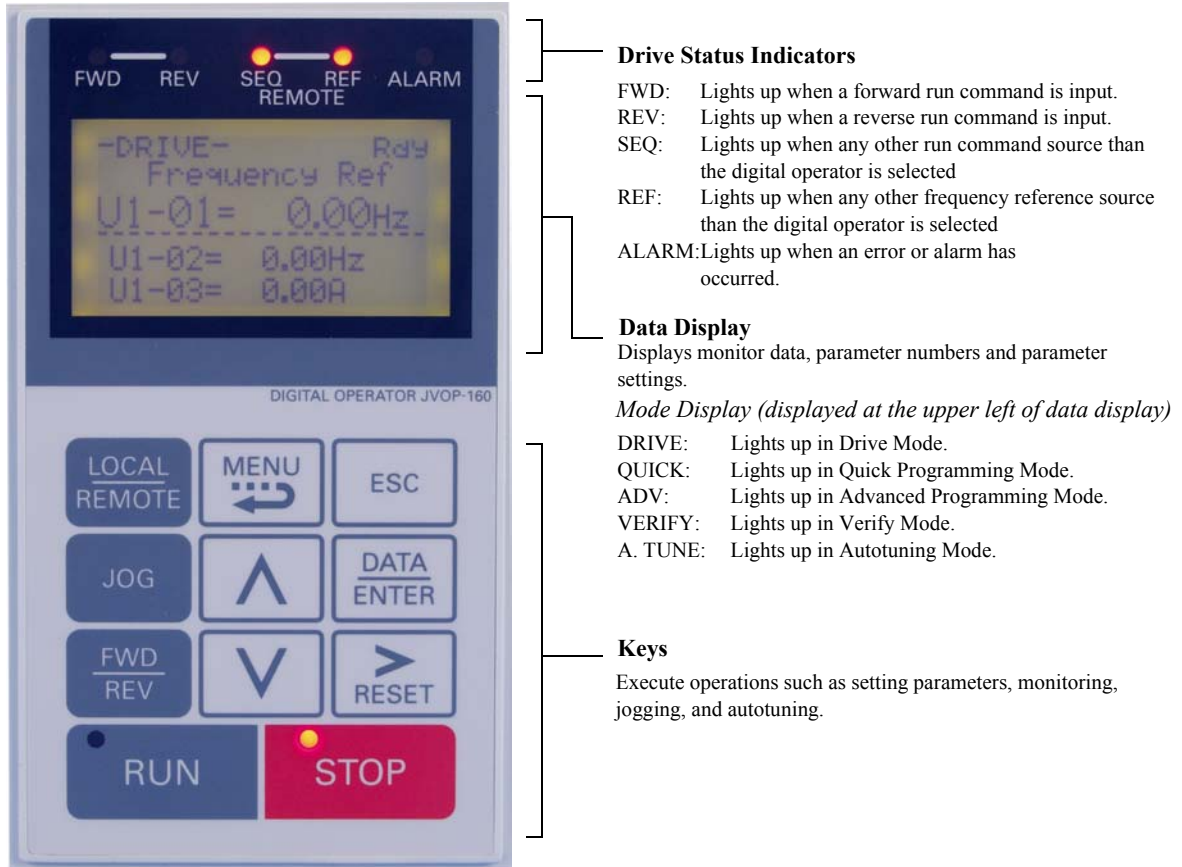 FWD REV SEQ REF ALARM
REMOTE
-DRIVE- Rdy
Frequency Ref
U1-01= 0.00Hz
U1-02= 0.00Hz
U1-03= 0.00A
DIGITAL OPERATOR JVOP-160
LOCAL
REMOTE
MENU
ESC
JOG
DATA
ENTER
FWD
REV
>
RESET
RUN
STOP
Drive Status Indicators
FWD: Lights up when a forward run command is input.
REV: Lights up when a reverse run command is input.
SEQ: Lights up when any other run command source than
the digital operator is selected
REF: Lights up when any other frequency reference source
than the digital operator is selected
ALARM:Lights up when an error or alarm has
occurred.
Data Display
Displays monitor data, parameter numbers and parameter
settings.
Mode Display (displayed at the upper left of data display)
DRIVE: Lights up in Drive Mode.
QUICK: Lights up in Quick Programming Mode.
ADV: Lights up in Advanced Programming Mode.
VERIFY: Lights up in Verify Mode.
A. TUNE: Lights up in Autotuning Mode.
Keys
Execute operations such as setting parameters, monitoring,
jogging, and autotuning.